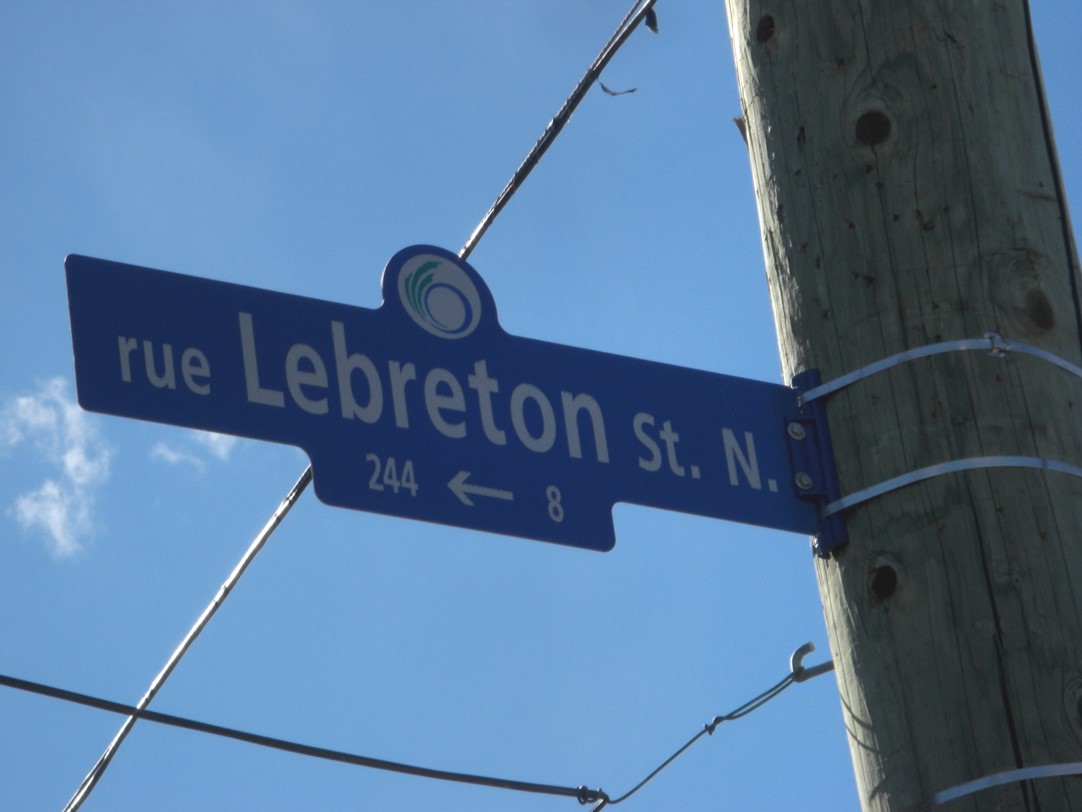 rue Lebreton St. N.
244 ← 8